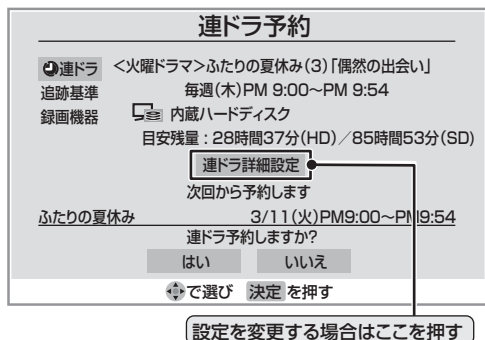 連ドラ予約
連ドラ <火曜ドラマ>ふたりの夏休み(3)「偶然の出会い」
追跡基準 毎週(木)PM 9:00~PM 9:54
録画機器 内蔵ハードディスク
目安残量:28時間37分(HD)/85時間53分(SD)
連ドラ詳細設定
次回から予約します
ふたりの夏休み 3/11(火)PM9:00~PM9:54
連ドラ予約しますか?
はい いいえ
で選び 決定 を押す
設定を変更する場合はここを押す